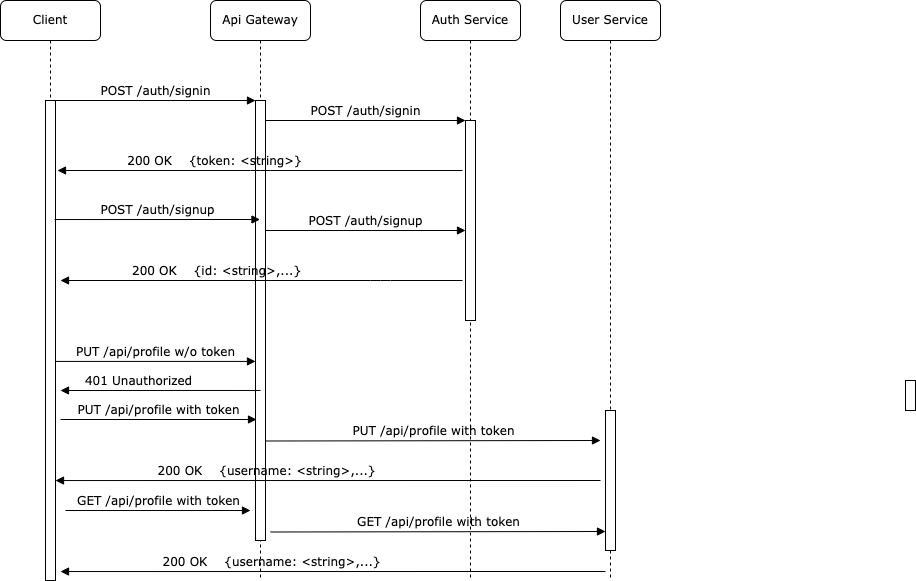 Client
Api Gateway
Auth Service
User Service
POST /auth/signin
POST /auth/signin
200 OK {token: <string>}
POST /auth/signup
POST /auth/signup
200 OK {id: <string>,...}
PUT /api/profile w/o token
401 Unauthorized
PUT /api/profile with token
PUT /api/profile with token
200 OK {username: <string>,...}
GET /api/profile with token
GET /api/profile with token
200 OK {username: <string>,...}